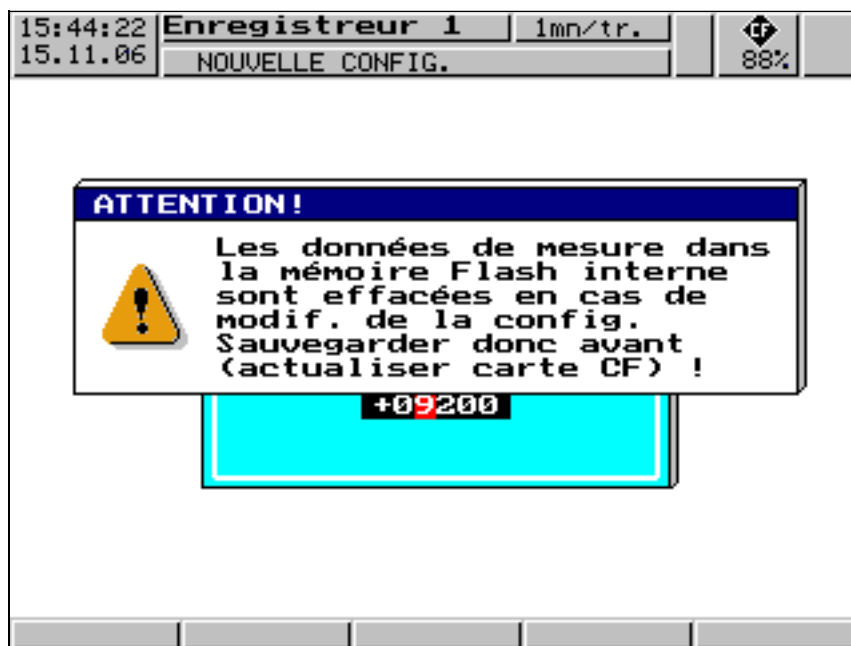 15:44:22 Enregistreur 1 1mn/tr. CF
15.11.06 NOUVELLE CONFIG. 88%
ATTENTION!
Les données de mesure dans
la mémoire Flash interne
sont effacées en cas de
modif. de la config.
Sauvegarder donc avant
(actualiser carte CF) !
+09200